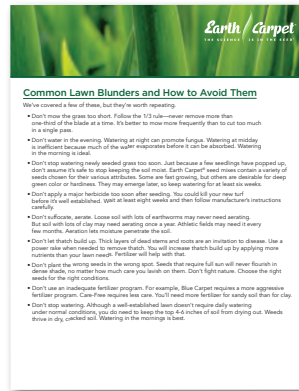 Earth Carpet®
THE SCIENCE IS IN THE SEED
Common Lawn Blunders and How to Avoid Them
We've covered a few of these, but they're worth repeating.
• Don't mow the grass too short. Follow the 1/3 rule—never remove more than
one-third of the blade at a time. It's better to mow more frequently than to cut too much
in a single pass.
• Don't water in the evening. Watering at night can promote fungus. Watering at midday
is inefficient because much of the water evaporates before it can be absorbed. Watering
in the morning is ideal.
• Don't stop watering newly seeded grass too soon. Just because a few seedlings have popped up,
don't assume it's safe to stop keeping the soil moist. Earth Carpet® seed mixes contain a variety of
seeds chosen for their various attributes. Some are fast-growing, but others are desirable for deep
green color or hardiness. They may emerge later, so keep watering for at least six weeks.
• Don't apply a major herbicide too soon after seeding. You could kill your new turf
before it's well established. Wait at least eight weeks and then follow manufacturer's instructions
carefully.
• Don't suffocate, aerate. Loose soil with lots of earthworms may never need aerating.
But soil with lots of clay may need aerating once a year. Athletic fields may need it every
few months. Aeration lets moisture penetrate the soil.
• Don't let thatch build up. Thick layers of dead stems and roots are an invitation to disease. Use a
power rake when needed to remove thatch. You will increase thatch build up by applying more
nutrients than your lawn needs. Fertilizer will help with that.
• Don't plant the wrong seeds in the wrong spot. Seeds that require full sun will never flourish in
dense shade, no matter how much care you lavish on them. Don't fight nature. Choose the right
seeds for the right conditions.
• Don't use an inadequate fertilizer program. For example, Blue Carpet requires a more aggressive
fertilizer program. Care-Free requires less care. You'll need more fertilizer for sandy soil than for clay.
• Don't stop watering. Although a well-established lawn doesn't require daily watering
under normal conditions, you do need to keep the top 4-6 inches of soil from drying out. Weeds
thrive in dry, cracked soil. Watering in the mornings is best.